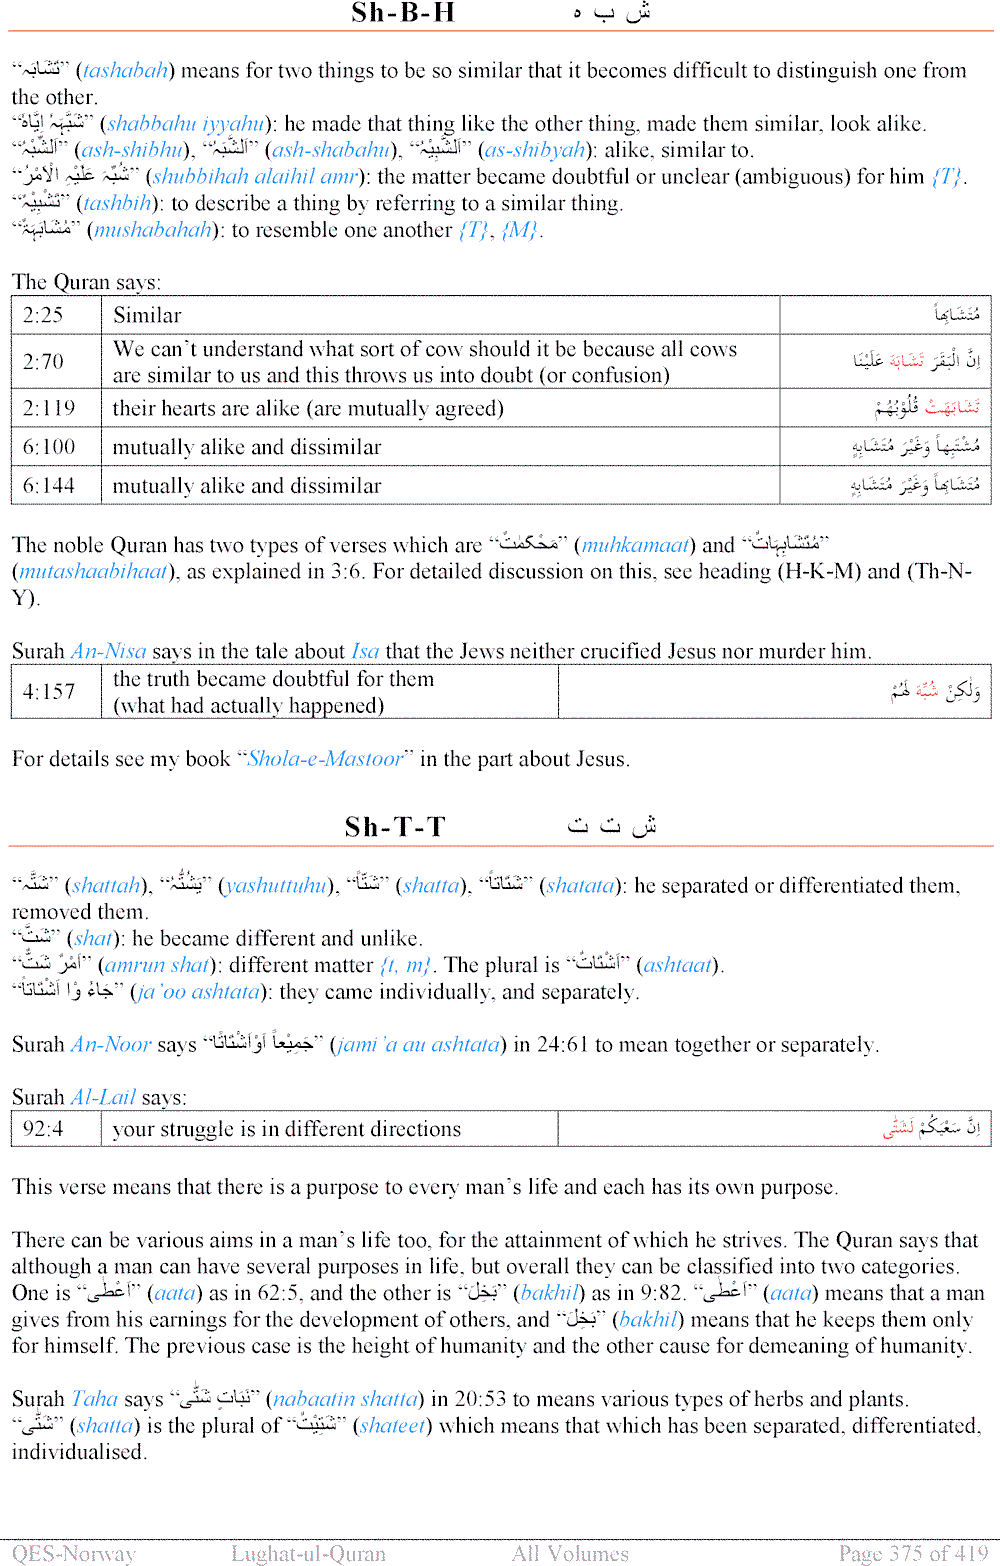 Sh-B-H ش ب ہ
“تَشَابَہ” (tashabah) means for two things to be so similar that it becomes difficult to distinguish one from
the other.
“شَبَّہَہٗ اِیَّاہُ” (shabbahu iyyahu): he made that thing like the other thing, made them similar, look alike.
“اَلشِّبْہُ” (ash-shibhu), “اَلشَّبَہُ” (ash-shabahu), “اَلشَّبِیْہُ” (as-shibyah): alike, similar to.
“شُبِّہَ عَلَیْہِ الْاَمْرُ” (shubbihah alaihil amr): the matter became doubtful or unclear (ambiguous) for him {T}.
“تَشْبِیْہٌ” (tashbih): to describe a thing by referring to a similar thing.
“مُشَابَہَۃٌ” (mushabahah): to resemble one another {T}, {M}.
The Quran says:
2:25 Similar مُتَشَابِهاً
2:70 We can’t understand what sort of cow should it be because all cows
are similar to us and this throws us into doubt (or confusion) اِنَّ الْبَقَرَ تَشَابَهَ عَلَيْنَا
2:119 their hearts are alike (are mutually agreed) تَشَابَهَتْ قُلُوْبُهُمْ
6:100 mutually alike and dissimilar مُشْتَبِهاً وَغَيْرَ مُتَشَابِهٍ
6:144 mutually alike and dissimilar مُتَشَابِهاً وَغَيْرَ مُتَشَابِهٍ
The noble Quran has two types of verses which are “مَحْکَمٰتٌ” (muhkamaat) and “مُتَشَابِہَاتٌ”
(mutashaabihaat), as explained in 3:6. For detailed discussion on this, see heading (H-K-M) and (Th-N-
Y).
Surah An-Nisa says in the tale about Isa that the Jews neither crucified Jesus nor murder him.
4:157 the truth became doubtful for them
(what had actually happened) وَلٰكِنْ شُبِّهَ لَهُمْ
For details see my book “Shola-e-Mastoor” in the part about Jesus.
Sh-T-T ش ت ت
“شَتَّہ” (shattah), “یَشُتُّہٗ” (yashuttuhu), “شَتّاً” (shatta), “شَتَاتاً” (shatata): he separated or differentiated them,
removed them.
“شَتَّ” (shat): he became different and unlike.
“اَمْرٌ شَتٌّ” (amrun shat): different matter {t, m}. The plural is “اَشْتَاتٌ” (ashtaat).
“جَاءُ وْا اَشْتَاتاً” (ja’oo ashtata): they came individually, and separately.
Surah An-Noor says “جَمِیْعاً اَوْاَشْتَاتًا” (jami’a au ashtata) in 24:61 to mean together or separately.
Surah Al-Lail says:
92:4 your struggle is in different directions اِنَّ سَعْيَكُمْ لَشَتّٰى
This verse means that there is a purpose to every man’s life and each has its own purpose.
There can be various aims in a man’s life too, for the attainment of which he strives. The Quran says that
although a man can have several purposes in life, but overall they can be classified into two categories.
One is “اَعْطٰی” (aata) as in 62:5, and the other is “بَخِلَ” (bakhil) as in 9:82. “اَعْطٰی” (aata) means that a man
gives from his earnings for the development of others, and “بَخِلَ” (bakhil) means that he keeps them only
for himself. The previous case is the height of humanity and the other cause for demeaning of humanity.
Surah Taha says “نَبَاتٍ شَتّٰی” (nabaatin shatta) in 20:53 to means various types of herbs and plants.
“شَتّٰی” (shatta) is the plural of “شَتِیْتٌ” (shateet) which means that which has been separated, differentiated,
individualised.
QES-Norway Lughat-ul-Quran All Volumes Page 375 of 419